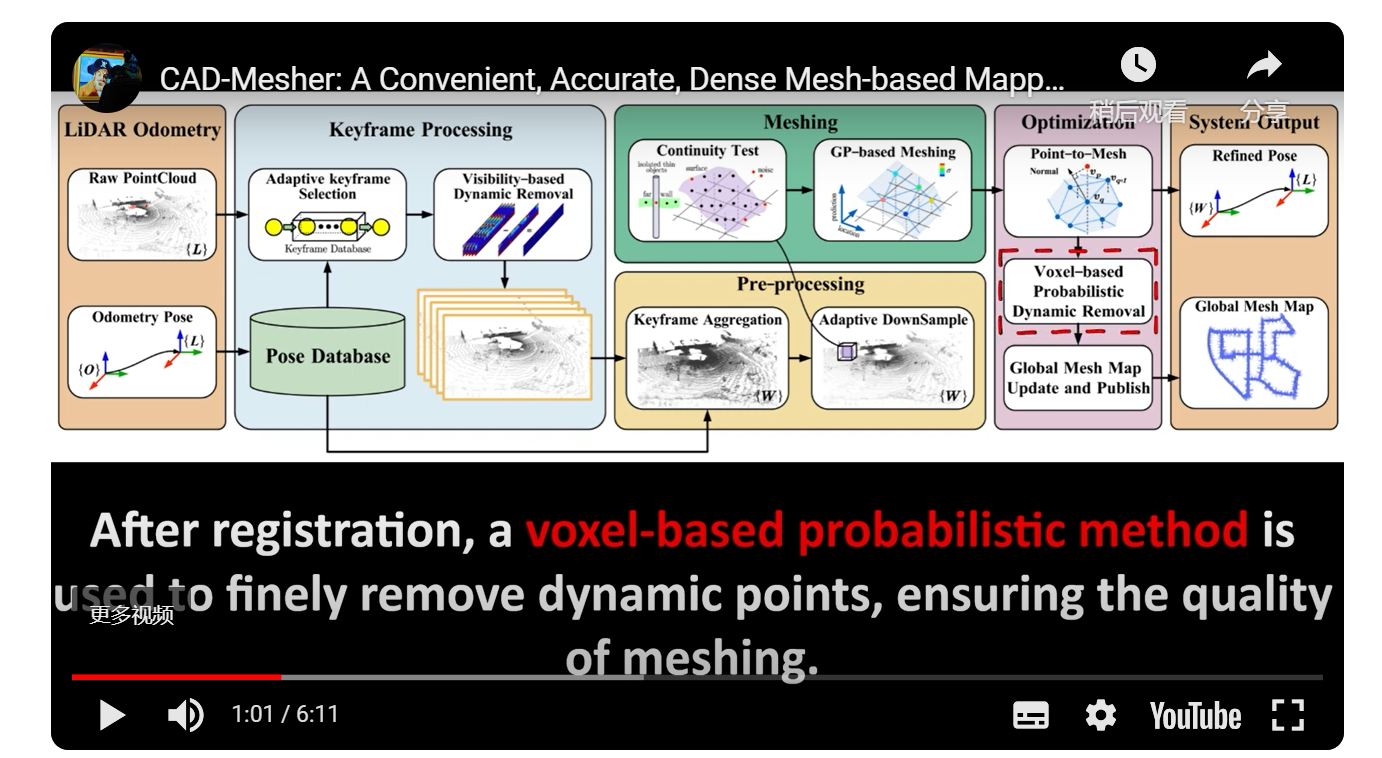 CAD-Mesher: A Convenient, Accurate, Dense Mesh-based Mapp...
稍后观看
分享
LiDAR Odometry
Raw PointCloud
{L}
Odometry Pose
{O}
{L}
Keyframe Processing
Adaptive keyframe
Selection
Keyframe Database
Visibility-based
Dynamic Removal
Pose Database
Meshing
Continuity Test
isolated thin
objects
surface
noise
far
wall
GP-based Meshing
σ
prediction
location
Pre-processing
Keyframe Aggregation
{W}
Adaptive DownSample
{W}
Optimization
Point-to-Mesh
Normal
Voxel-based
Probabilistic
Dynamic Removal
Global Mesh Map
Update and Publish
System Output
Refined Pose
{W}
{L}
Global Mesh Map
After registration, a voxel-based probabilistic method is
used to finely remove dynamic points, ensuring the quality
of meshing.
更多视频
1:01 / 6:11
YouTube